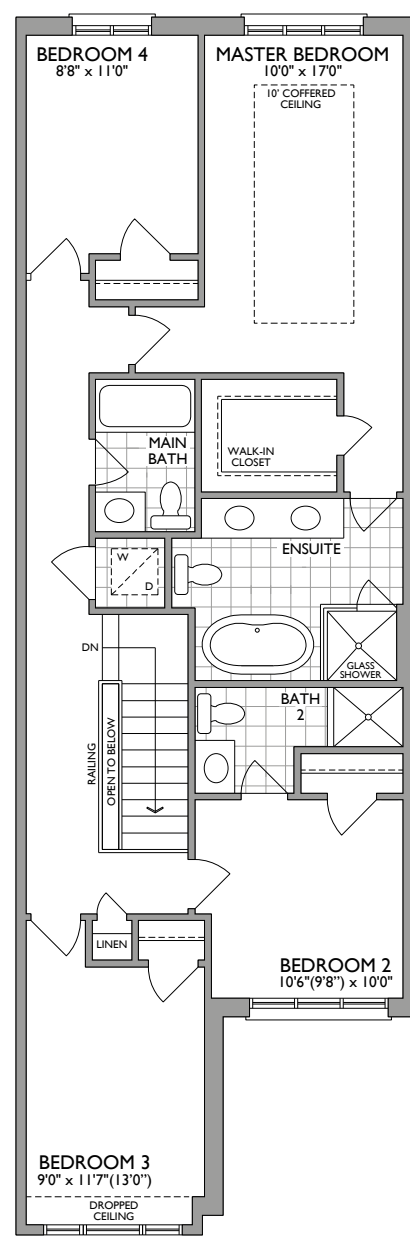 BEDROOM 4
8'8" x 11'0"
MASTER BEDROOM
10'0" x 17'0"
10' COFFERED
CEILING
MAIN
BATH
WALK-IN
CLOSET
ENSUITE
W
D
GLASS
SHOWER
DN
RAILING
OPEN TO BELOW
BATH
2
LINEN
BEDROOM 2
10'6"(9'8") x 10'0"
BEDROOM 3
9'0" x 11'7"(13'0")
DROPPED
CEILING